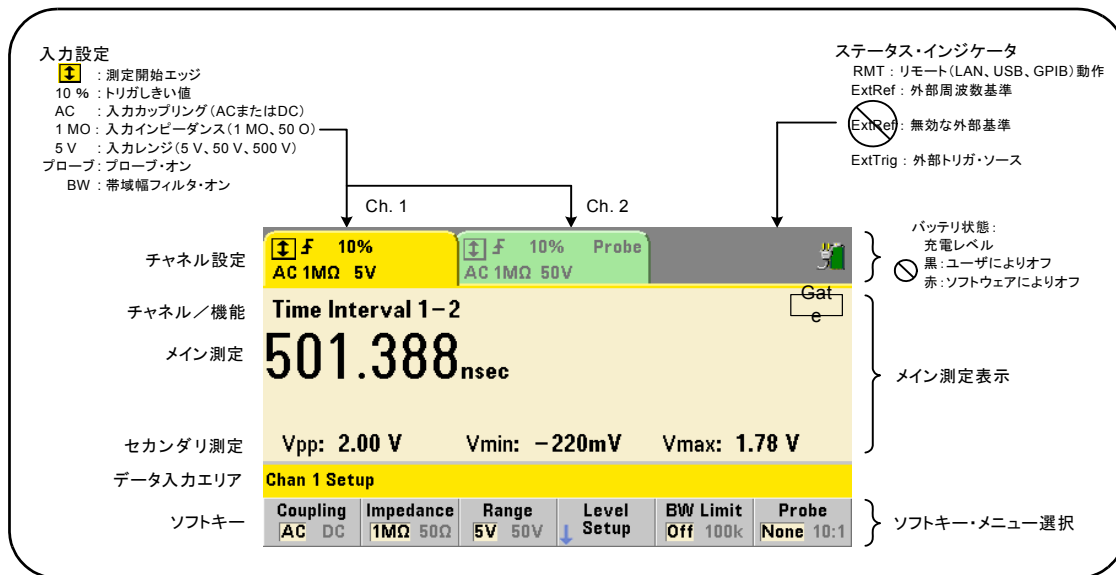 入力設定
: 測定開始エッジ
10 % : トリガしきい値
AC : 入力カップリング(ACまたはDC)
1 MO : 入力インピーダンス(1 MO、50 O)
5 V : 入力レンジ(5 V、50 V、500 V)
プローブ: プローブ・オン
BW : 帯域幅フィルタ・オン
ステータス・インジケータ
RMT : リモート(LAN、USB、GPIB)動作
ExtRef : 外部周波数基準
ExtRef : 無効な外部基準
ExtTrig : 外部トリガ・ソース
Ch. 1
Ch. 2
チャネル設定
10%
AC 1MΩ 5V
10% Probe
AC 1MΩ 50V
バッテリ状態:
充電レベル
黒:ユーザによりオフ
赤:ソフトウェアによりオフ
チャネル/機能
Time Interval 1-2
Gat
e
メイン測定
501.388nsec
メイン測定表示
セカンダリ測定
Vpp: 2.00 V Vmin: -220mV Vmax: 1.78 V
データ入力エリア
Chan 1 Setup
ソフトキー
Coupling
AC DC
Impedance
1MΩ 50Ω
Range
5V 50V
Level
Setup
BW Limit
Off 100k
Probe
None 10:1
ソフトキー・メニュー選択